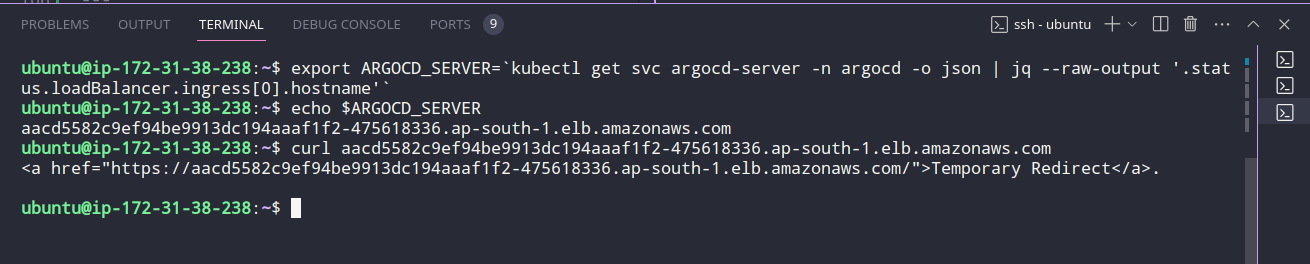 PROBLEMS OUTPUT TERMINAL DEBUG CONSOLE PORTS 9 ssh - ubuntu
ubuntu@ip-172-31-38-238:~$ export ARGOCD_SERVER=`kubectl get svc argocd-server -n argocd -o json | jq --raw-output '.stat
us.loadBalancer.ingress[0].hostname'`
ubuntu@ip-172-31-38-238:~$ echo $ARGOCD_SERVER
aacd5582c9ef94be9913dc194aaaf1f2-475618336.ap-south-1.elb.amazonaws.com
ubuntu@ip-172-31-38-238:~$ curl aacd5582c9ef94be9913dc194aaaf1f2-475618336.ap-south-1.elb.amazonaws.com
<a href="https://aacd5582c9ef94be9913dc194aaaf1f2-475618336.ap-south-1.elb.amazonaws.com/">Temporary Redirect</a>.
ubuntu@ip-172-31-38-238:~$